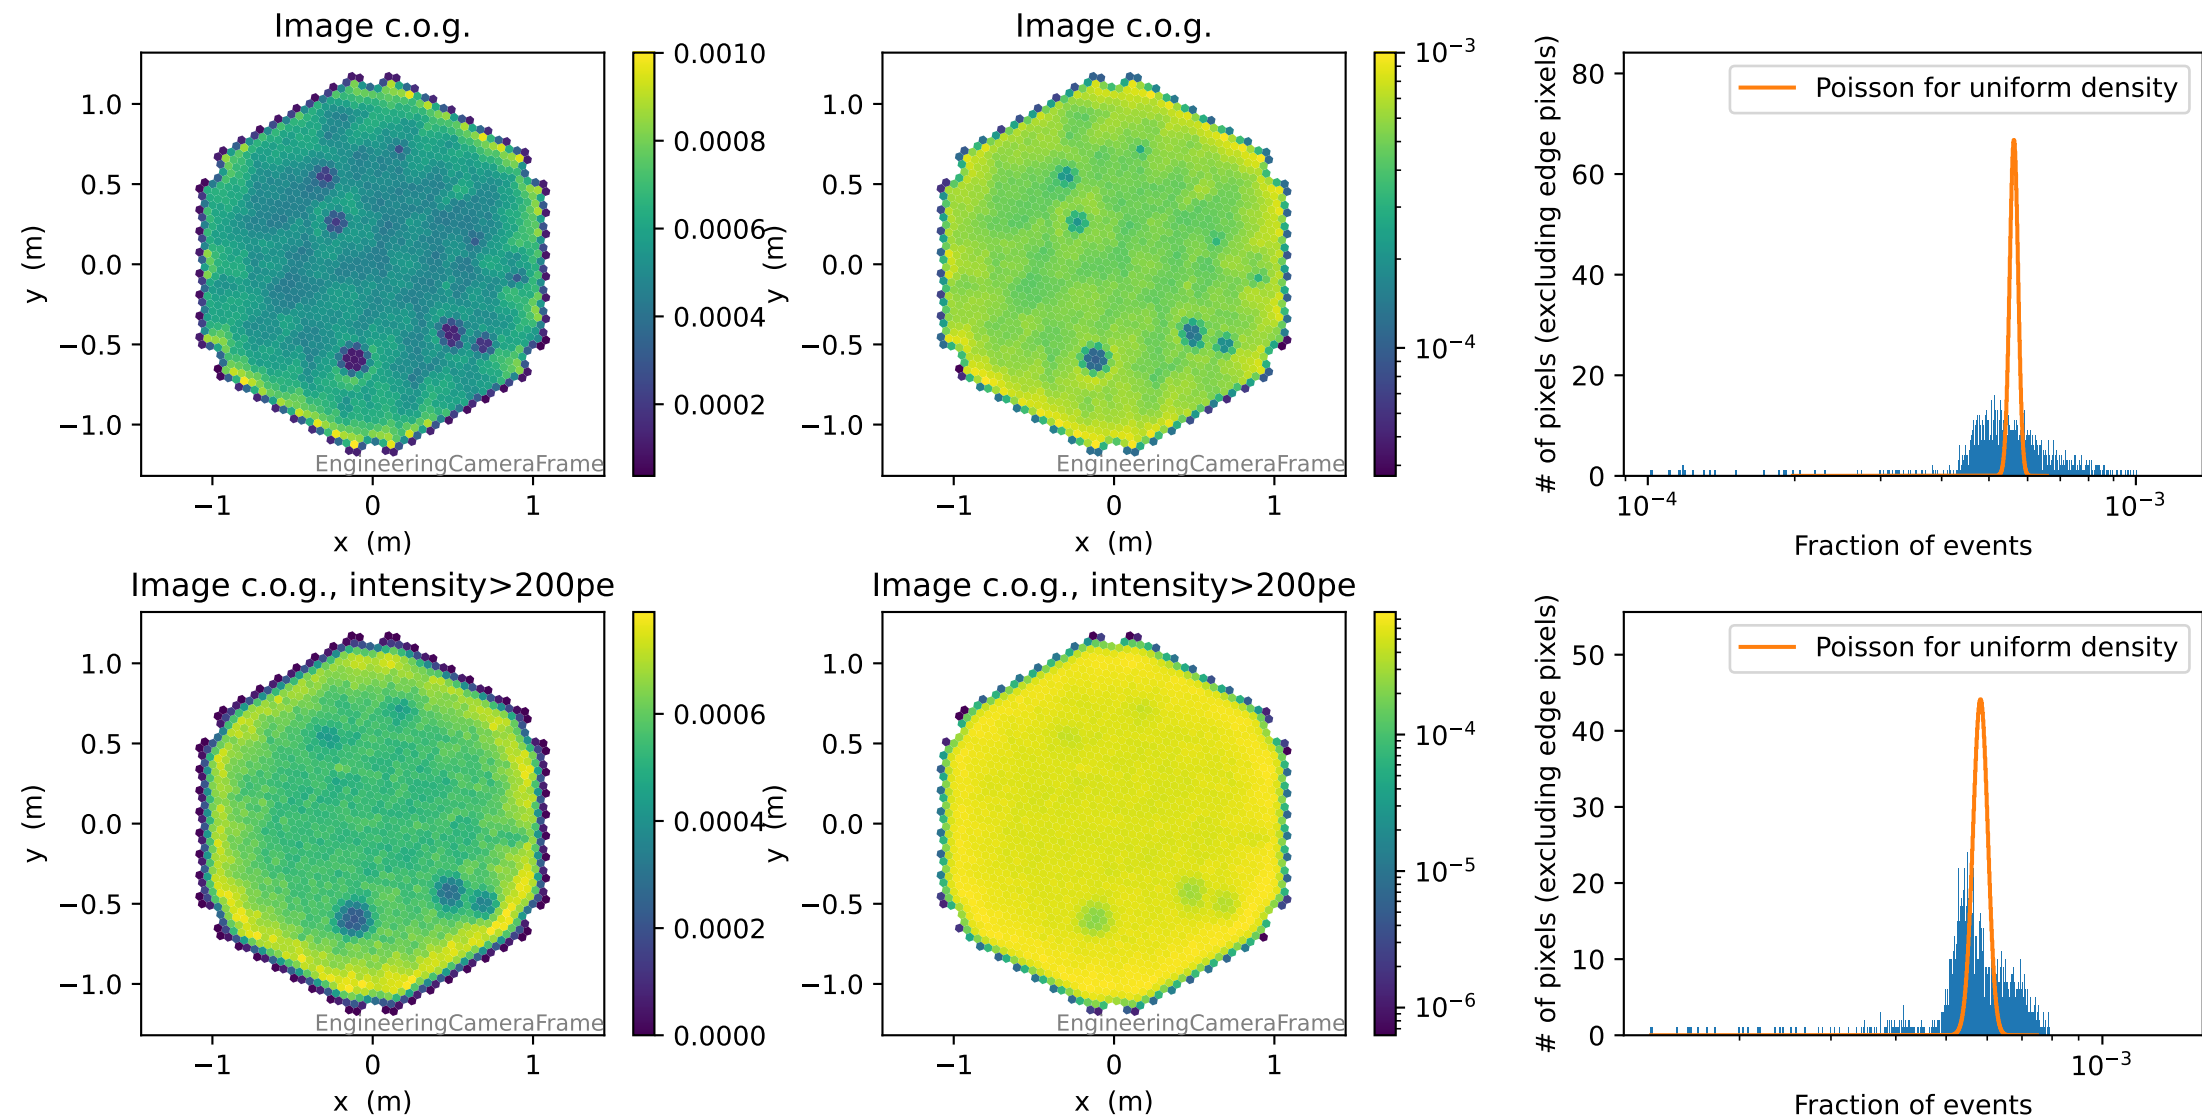 Image c.o.g.
1.0
0.5
0.0
−0.5
−1.0
y (m)
−1
0
1
x (m)
EngineeringCameraFrame
0.0010
0.0008
0.0006
0.0004
0.0002
Image c.o.g.
1.0
0.5
0.0
−0.5
−1.0
y (m)
−1
0
1
x (m)
EngineeringCameraFrame
10⁻³
10⁻⁴
# of pixels (excluding edge pixels)
80
60
40
20
0
Poisson for uniform density
10⁻⁴
10⁻³
Fraction of events
Image c.o.g., intensity>200pe
1.0
0.5
0.0
−0.5
−1.0
y (m)
−1
0
1
x (m)
EngineeringCameraFrame
0.0006
0.0004
0.0002
0.0000
Image c.o.g., intensity>200pe
1.0
0.5
0.0
−0.5
−1.0
y (m)
−1
0
1
x (m)
EngineeringCameraFrame
10⁻⁴
10⁻⁵
10⁻⁶
# of pixels (excluding edge pixels)
50
40
30
20
10
0
Poisson for uniform density
10⁻³
Fraction of events